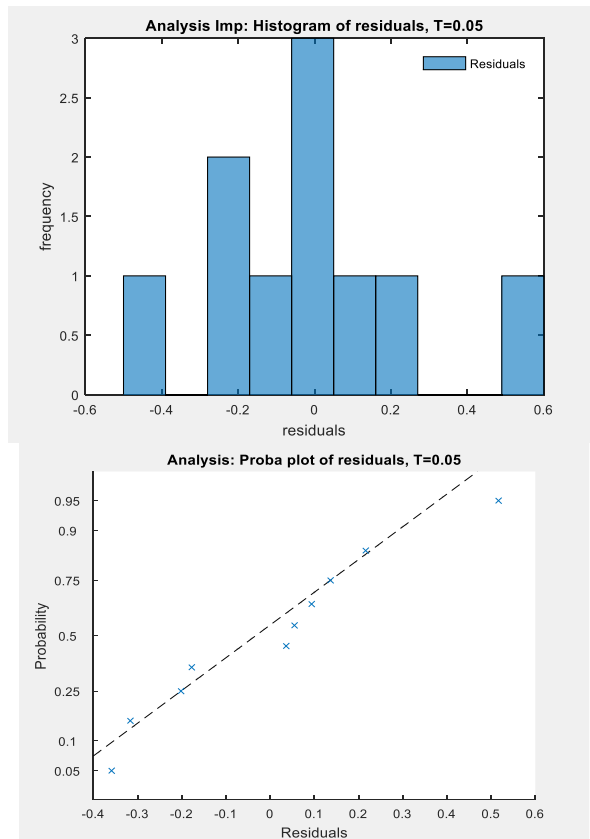 Analysis Imp: Histogram of residuals, T=0.05
3
Residuals
2.5
2
frequency
1.5
1
0.5
0
-0.6 -0.4 -0.2 0 0.2 0.4 0.6
residuals
Analysis: Proba plot of residuals, T=0.05
0.95
0.9
0.75
Probability
0.5
0.25
0.1
0.05
-0.4 -0.3 -0.2 -0.1 0 0.1 0.2 0.3 0.4 0.5 0.6
Residuals